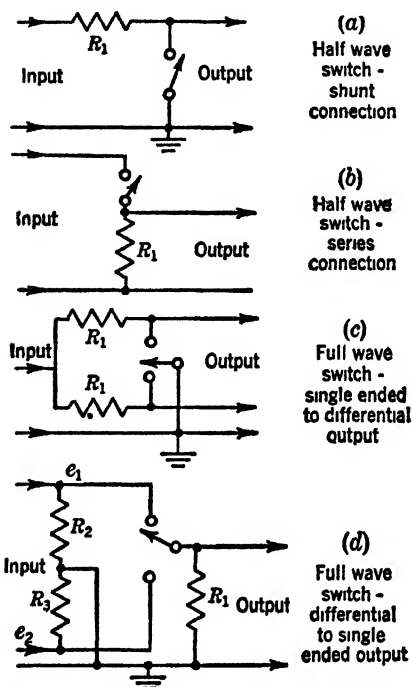 R₁
Input
Output
(a)
Half wave
switch -
shunt
connection
Input
R₁
Output
(b)
Half wave
switch -
series
connection
Input
R₁
R₁
Output
(c)
Full wave
switch -
single ended
to differential
output
e₁
R₂
Input
R₃
e₂
R₁
Output
(d)
Full wave
switch -
differential
to single
ended output